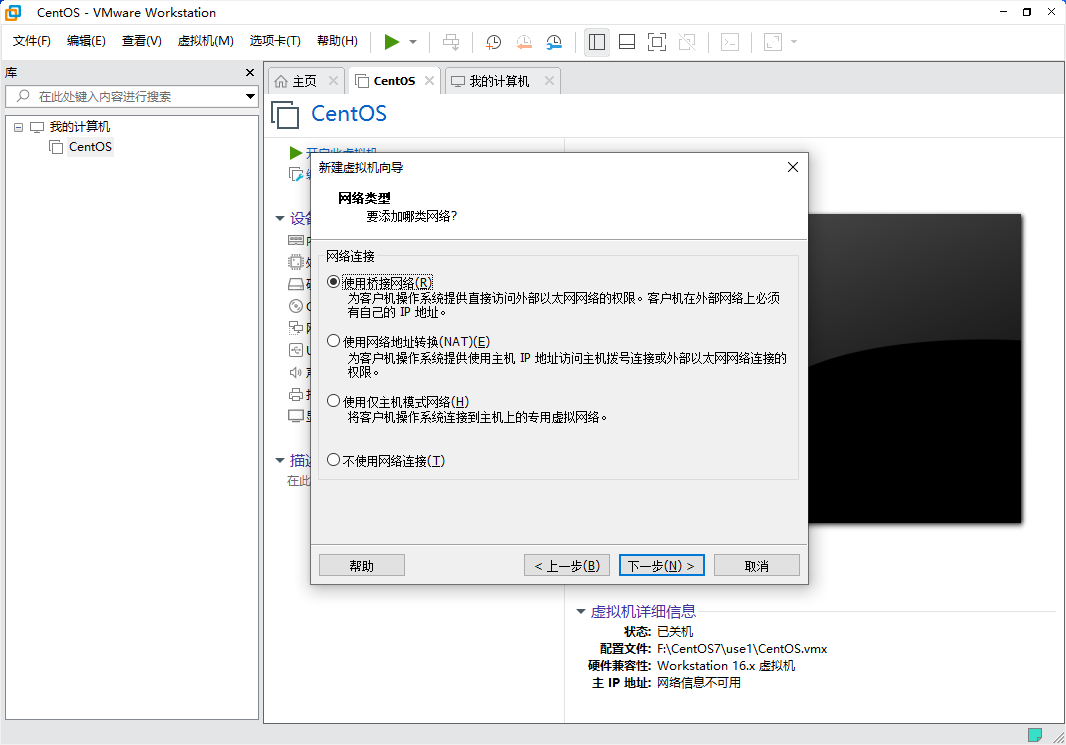 CentOS - VMware Workstation
文件(F) 编辑(E) 查看(V) 虚拟机(M) 选项卡(T) 帮助(H)
库
在此处键入内容进行搜索
我的计算机
CentOS
主页 CentOS 我的计算机
CentOS
新建虚拟机向导
网络类型
要添加哪类网络?
网络连接
使用桥接网络(R)
为客户机操作系统提供直接访问外部以太网网络的权限。客户机在外部网络上必须
有自己的 IP 地址。
使用网络地址转换(NAT)(E)
为客户机操作系统提供使用主机 IP 地址访问主机拨号连接或外部以太网网络连接的
权限。
使用仅主机模式网络(H)
将客户机操作系统连接到主机上的专用虚拟网络。
不使用网络连接(T)
帮助 < 上一步(B) 下一步(N) > 取消
在此
虚拟机详细信息
状态: 已关机
配置文件: F:\CentOS7\use1\CentOS.vmx
硬件兼容性: Workstation 16.x 虚拟机
主 IP 地址: 网络信息不可用